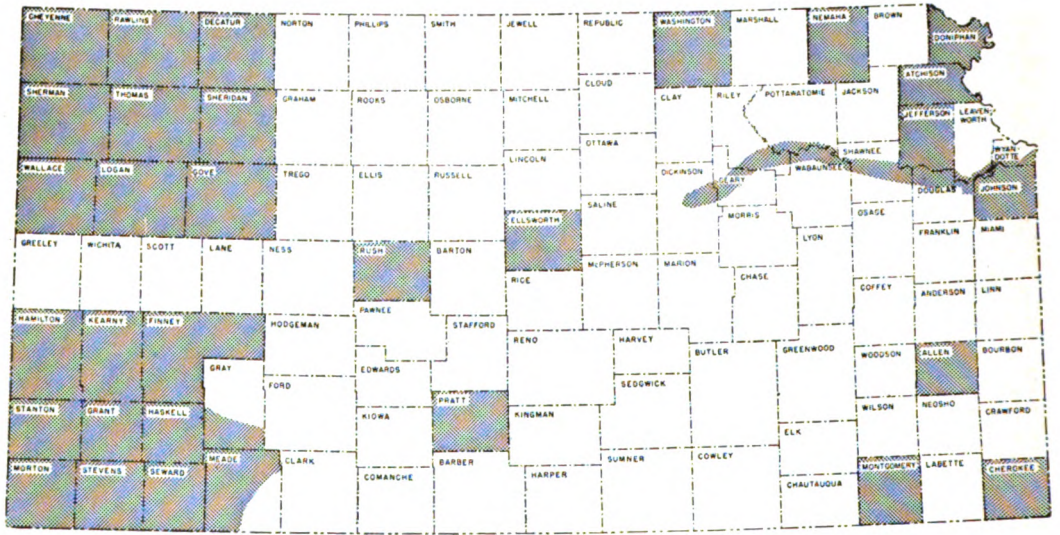 CHEYENNE RAWLINS DECATUR NORTON PHILLIPS SMITH JEWELL REPUBLIC WASHINGTON MARSHALL NEMAHA BROWN
DONIPHAN
ATCHISON
SHERMAN THOMAS SHERIDAN GRAHAM ROOKS OSBORNE MITCHELL CLOUD CLAY RILEY POTTAWATOMIE JACKSON
JEFFERSON LEAVEN-
WORTH
WYAN-
DOTTE
OTTAWA
LINCOLN
SHAWNEE
WALLACE LOGAN GOVE TREGO ELLIS RUSSELL DICKINSON GEARY WABAUNSEE DOUGLAS JOHNSON
SALINE
ELLSWORTH MORRIS OSAGE
LYON FRANKLIN MIAMI
GREELEY WICHITA SCOTT LANE NESS RUSH BARTON
RICE McPHERSON MARION CHASE
COFFEY ANDERSON LINN
HAMILTON KEARNY FINNEY HODGEMAN PAWNEE STAFFORD
RENO HARVEY BUTLER GREENWOOD WOODSON ALLEN BOURBON
GRAY FORD EDWARDS
SEDGWICK
STANTON GRANT HASKELL KIOWA PRATT KINGMAN WILSON NEOSHO CRAWFORD
ELK
MORTON STEVENS SEWARD MEADE CLARK COMANCHE BARBER HARPER SUMNER COWLEY CHAUTAUQUA MONTGOMERY LABETTE CHEROKEE